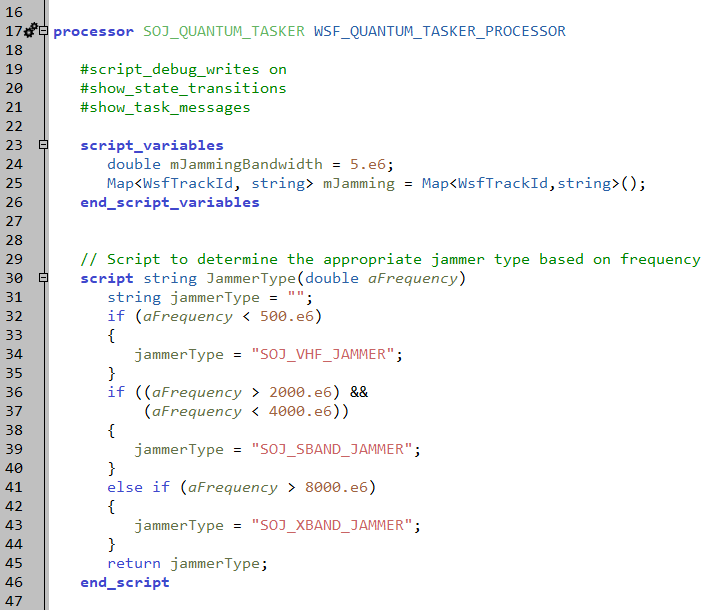 16
17 processor SOJ_QUANTUM_TASKER WSF_QUANTUM_TASKER_PROCESSOR
18
19 #script_debug_writes on
20 #show_state_transitions
21 #show_task_messages
22
23 script_variables
24 double mJammingBandwidth = 5.e6;
25 Map<WsfTrackId, string> mJamming = Map<WsfTrackId,string>();
26 end_script_variables
27
28
29 // Script to determine the appropriate jammer type based on frequency
30 script string JammerType(double aFrequency)
31 string jammerType = "";
32 if (aFrequency < 500.e6)
33 {
34 jammerType = "SOJ_VHF_JAMMER";
35 }
36 if ((aFrequency > 2000.e6) &&
37 (aFrequency < 4000.e6))
38 {
39 jammerType = "SOJ_SBAND_JAMMER";
40 }
41 else if (aFrequency > 8000.e6)
42 {
43 jammerType = "SOJ_XBAND_JAMMER";
44 }
45 return jammerType;
46 end_script
47